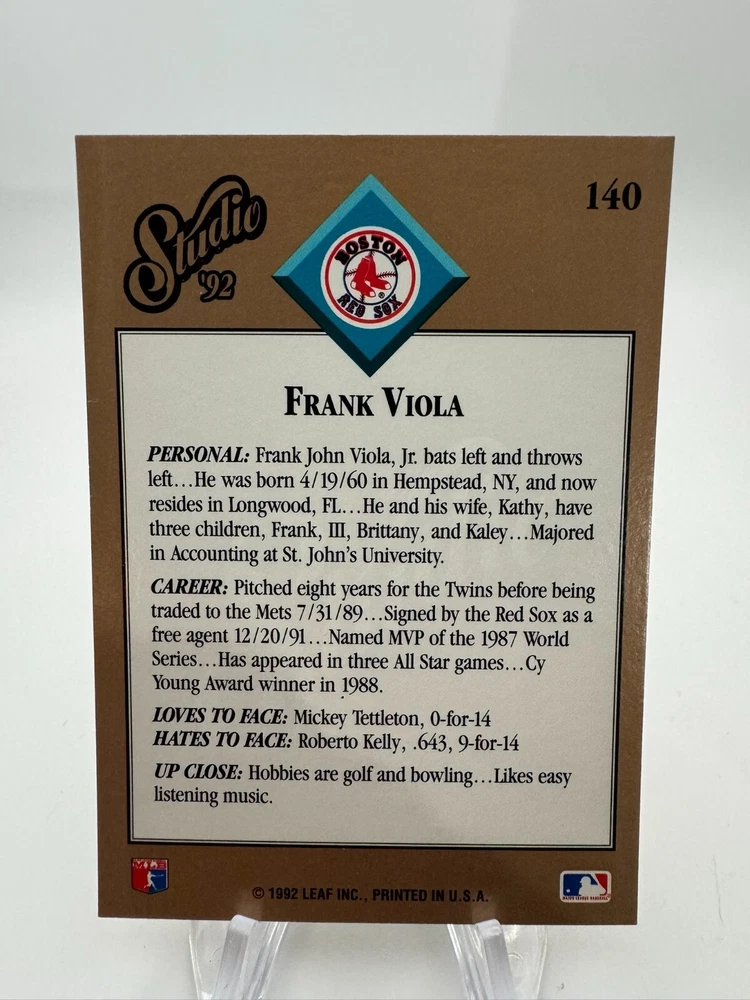 Studio
'92
140
BOSTON
RED SOX
®
FRANK VIOLA
PERSONAL: Frank John Viola, Jr. bats left and throws
left...He was born 4/19/60 in Hempstead, NY, and now
resides in Longwood, FL...He and his wife, Kathy, have
three children, Frank, III, Brittany, and Kaley...Majored
in Accounting at St. John's University.
CAREER: Pitched eight years for the Twins before being
traded to the Mets 7/31/89...Signed by the Red Sox as a
free agent 12/20/91...Named MVP of the 1987 World
Series...Has appeared in three All Star games...Cy
Young Award winner in 1988.
LOVES TO FACE: Mickey Tettleton, 0-for-14
HATES TO FACE: Roberto Kelly, .643, 9-for-14
UP CLOSE: Hobbies are golf and bowling...Likes easy
listening music.
© 1992 LEAF INC., PRINTED IN U.S.A.
MAJOR LEAGUE BASEBALL